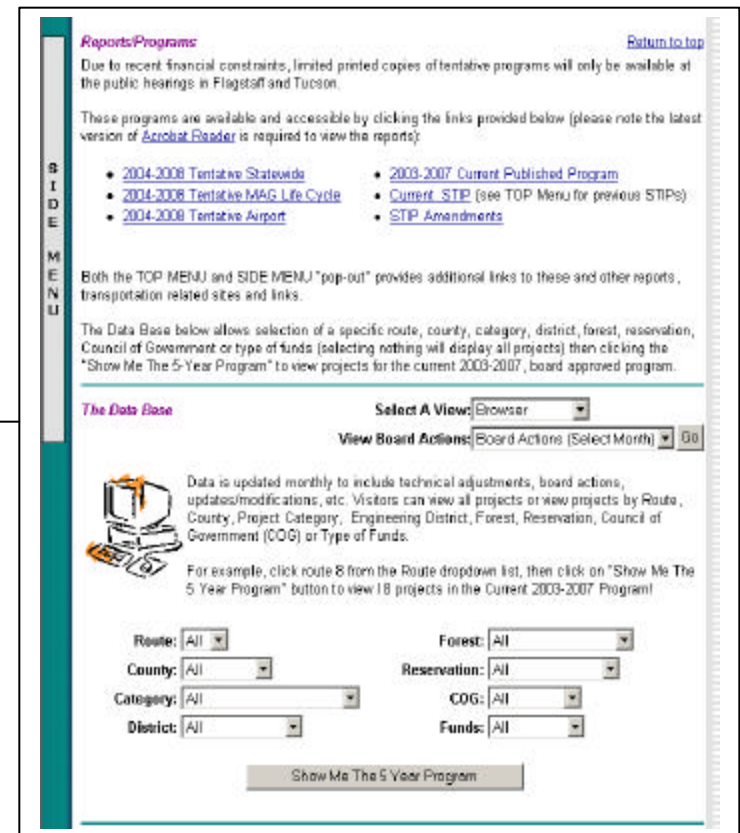 Reports/Programs
Return to top
Due to recent financial constraints, limited printed copies of tentative programs will only be available at
the public hearings in Flagstaff and Tucson.
These programs are available and accessible by clicking the links provided below (please note the latest
version of Acrobat Reader is required to view the reports):
• 2004-2008 Tentative Statewide
• 2004-2008 Tentative MAG Life Cycle
• 2004-2008 Tentative Airport
• 2003-2007 Current Published Program
• Current STIP (see TOP Menu for previous STIPs)
• STIP Amendments
SIDE MENU
Both the TOP MENU and SIDE MENU "pop-out" provides additional links to these and other reports,
transportation related sites and links.
The Data Base below allows selection of a specific route, county, category, district, forest, reservation,
Council of Government or type of funds (selecting nothing will display all projects) then clicking the
"Show Me The 5-Year Program" to view projects for the current 2003-2007, board approved program.
The Data Base
Select A View: Browser
View Board Actions: Board Actions (Select Month) Go
Data is updated monthly to include technical adjustments, board actions,
updates/modifications, etc. Visitors can view all projects or view projects by Route,
County, Project Category, Engineering District, Forest, Reservation, Council of
Government (COG) or Type of Funds.
For example, click route 8 from the Route dropdown list, then click on "Show Me The
5 Year Program" button to view I8 projects in the Current 2003-2007 Program!
Route: All
County: All
Category: All
District: All
Forest: All
Reservation: All
COG: All
Funds: All
Show Me The 5 Year Program